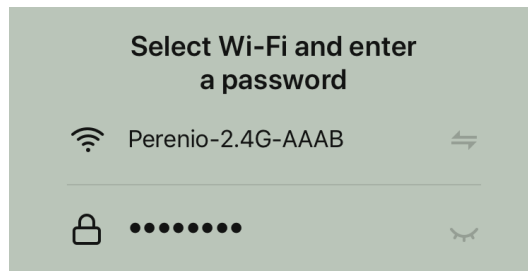 Select Wi-Fi and enter
a password
Perenio-2.4G-AAAB
••••••••